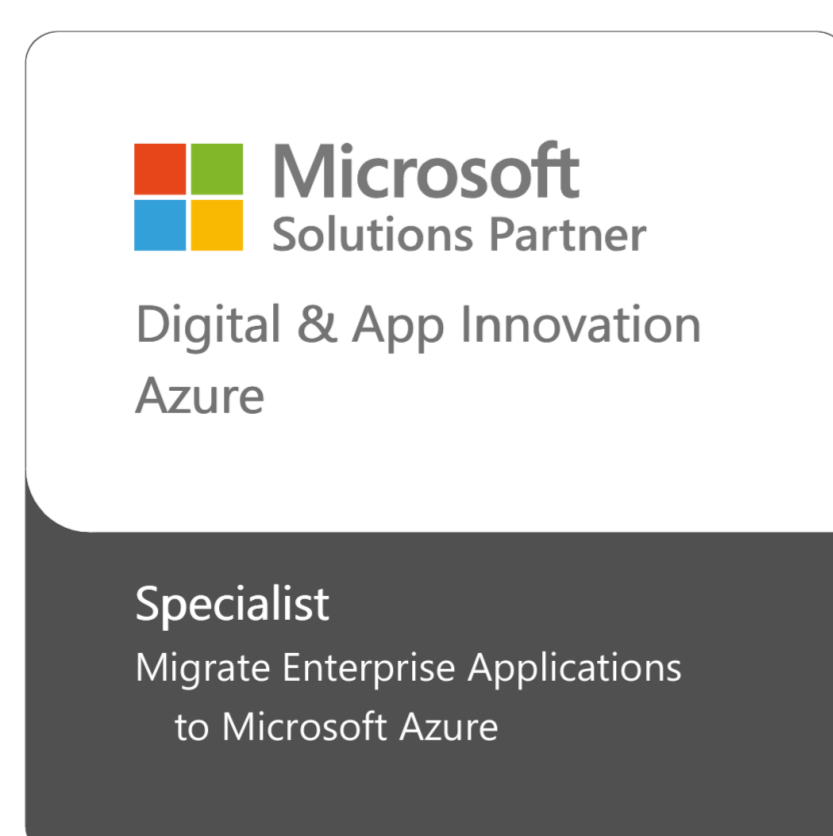 Microsoft
Solutions Partner
Digital & App Innovation
Azure
Specialist
Migrate Enterprise Applications
to Microsoft Azure